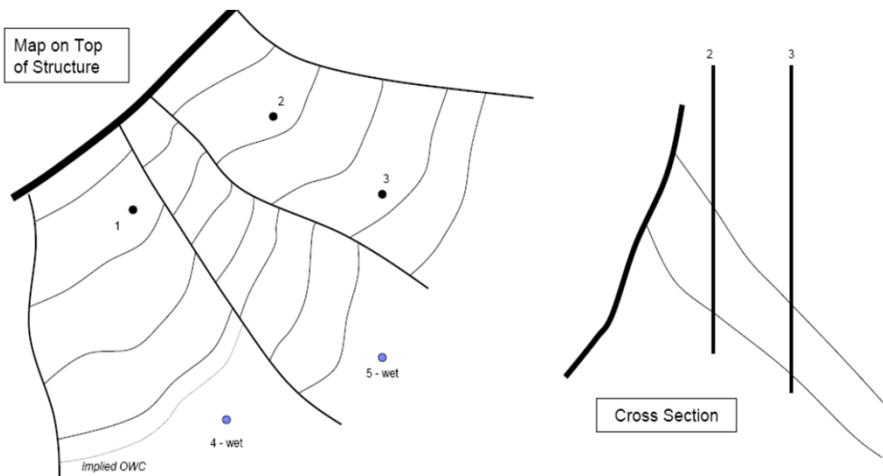 Map on Top
of Structure
2
3
1
5 - wet
4 - wet
Implied OWC
2
3
Cross Section